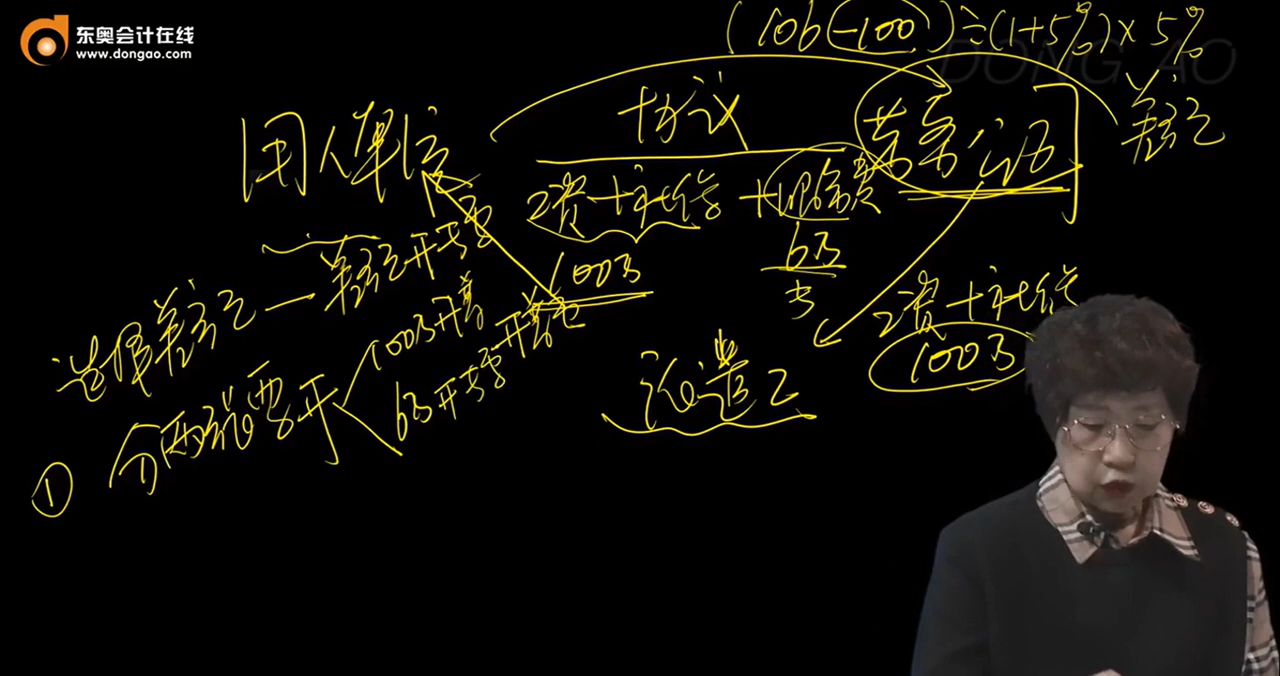 东奥会计在线
www.dongao.com
(106-100)÷(1+5%)×5%
DONG AO
差额
用人单位
协议
劳务公司
工资+社保+服务费
100万
6万
工资+社保
100万
派遣工
选择差额
开专票
① 分两张票开
100万开普
6万开专票